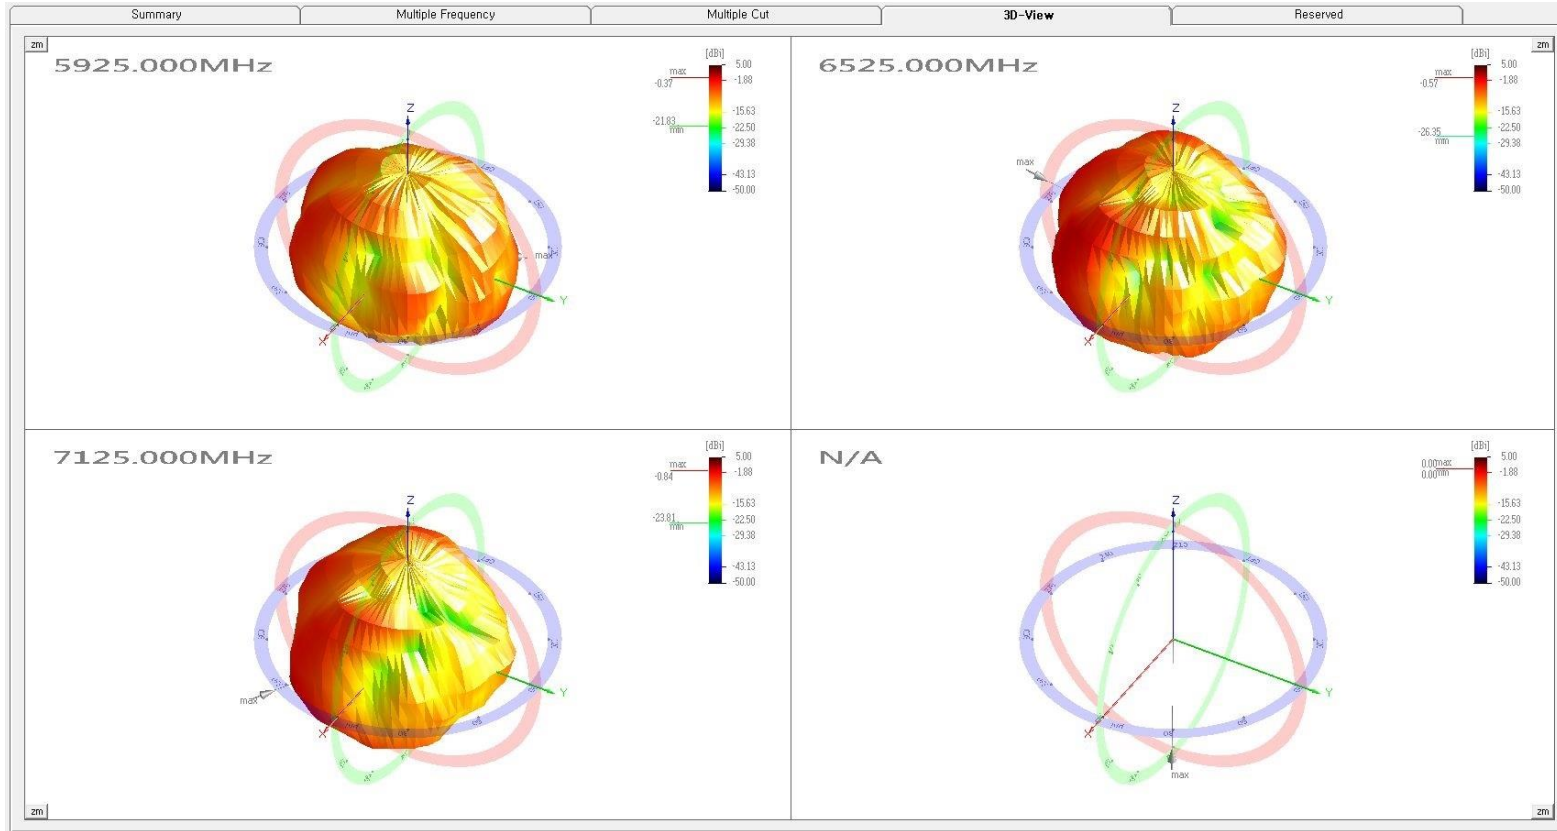 Summary
Multiple Frequency
Multiple Cut
3D-View
Reserved
zm
5925.000MHz
[dBi]
max
-0.37
-21.83
min
5.00
-1.88
-15.63
-22.50
-29.38
-43.13
-50.00
Z
max
Y
X
zm
6525.000MHz
[dBi]
max
-0.57
-26.35
min
5.00
-1.88
-15.63
-22.50
-29.38
-43.13
-50.00
Z
max
Y
X
7125.000MHz
[dBi]
max
-0.84
-23.81
min
5.00
-1.88
-15.63
-22.50
-29.38
-43.13
-50.00
Z
max
Y
X
zm
N/A
[dBi]
0.00 max
0.00 min
5.00
-1.88
-15.63
-22.50
-29.38
-43.13
-50.00
Z
210
Y
X
max
zm